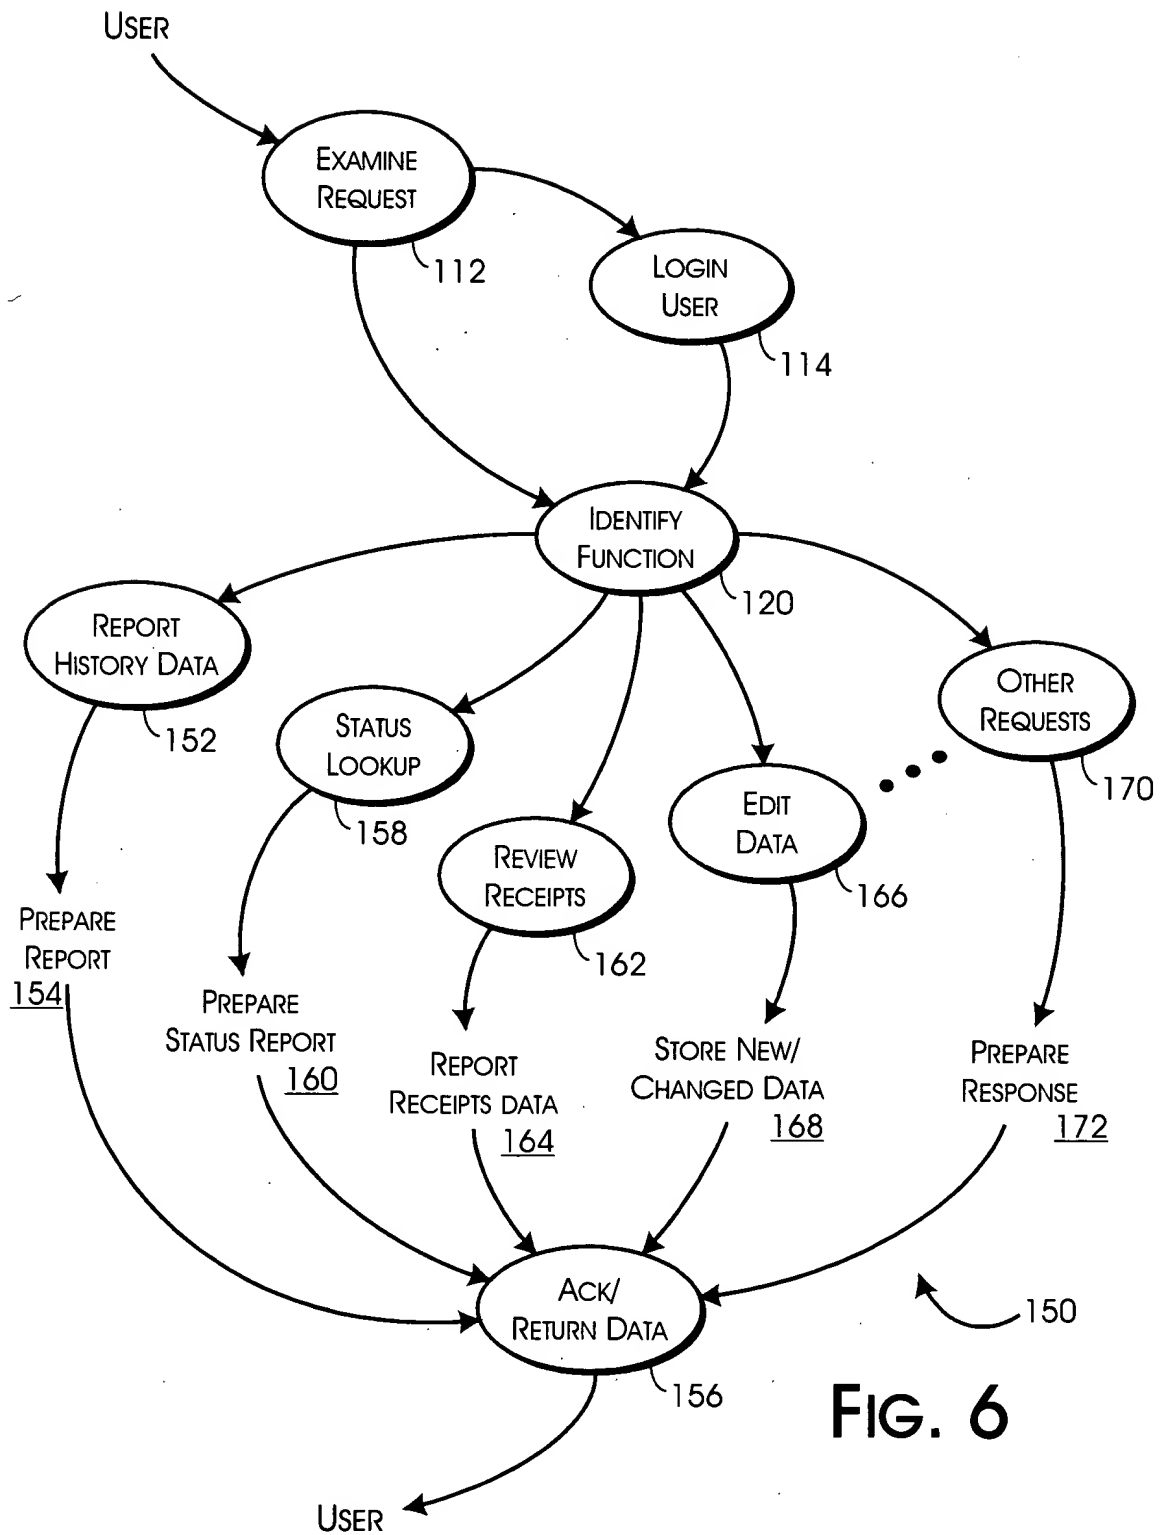 USER
EXAMINE
REQUEST
112
LOGIN
USER
114
IDENTIFY
FUNCTION
120
REPORT
HISTORY DATA
152
STATUS
LOOKUP
158
REVIEW
RECEIPTS
162
EDIT
DATA
166
OTHER
REQUESTS
170
PREPARE
REPORT
154
PREPARE
STATUS REPORT
160
REPORT
RECEIPTS DATA
164
STORE NEW/
CHANGED DATA
168
PREPARE
RESPONSE
172
ACK/
RETURN DATA
156
150
FIG. 6
USER